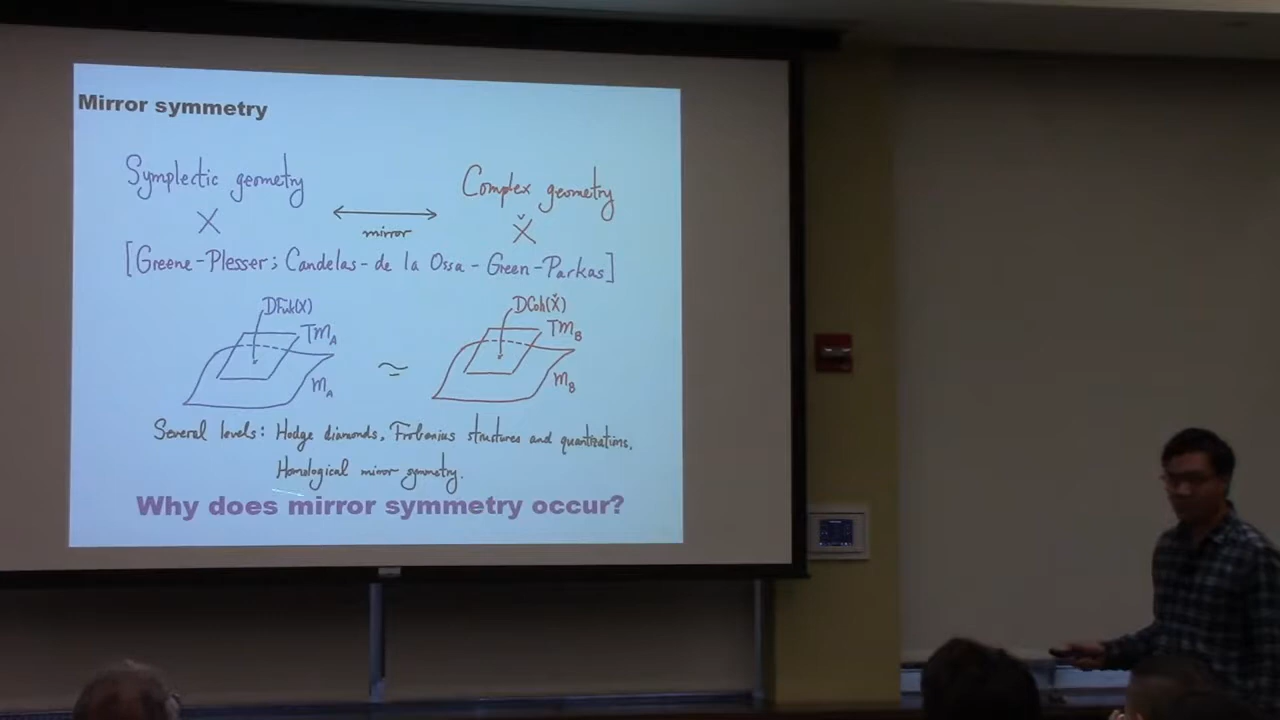 Mirror symmetry
Symplectic geometry
Complex geometry
X
mirror
X̌
[Greene-Plesser; Candelas-de la Ossa-Green-Parkas]
DFuk(X)
DCoh(X̌)
TM_A
TM_B
≃
M_A
M_B
Several levels: Hodge diamonds, Frobenius structures and quantizations,
Homological mirror symmetry.
Why does mirror symmetry occur?